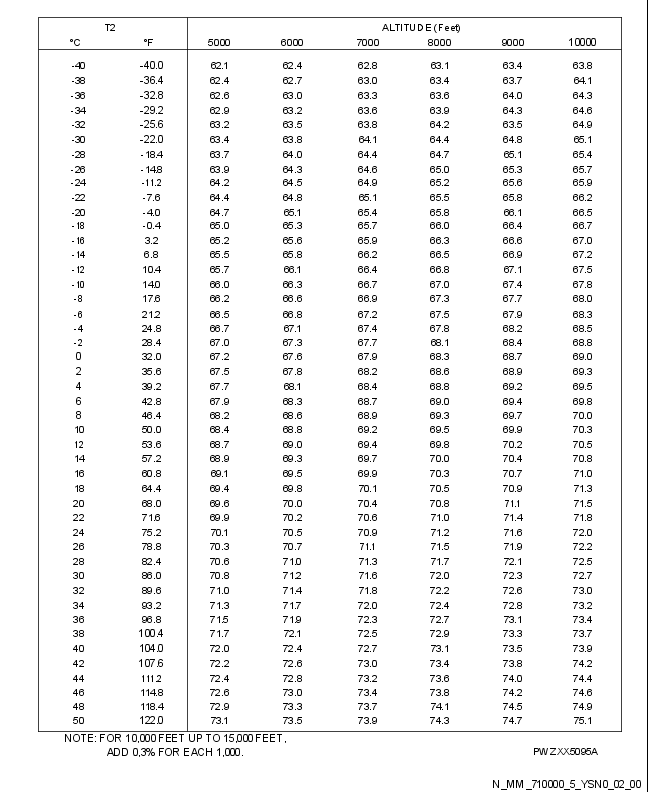 T2 ALTITUDE (Feet)
°C °F 5000 6000 7000 8000 9000 10000
-40 -40.0 62.1 62.4 62.8 63.1 63.4 63.8
-38 -36.4 62.4 62.7 63.0 63.4 63.7 64.1
-36 -32.8 62.6 63.0 63.3 63.6 64.0 64.3
-34 -29.2 62.9 63.2 63.6 63.9 64.3 64.6
-32 -25.6 63.2 63.5 63.8 64.2 63.5 64.9
-30 -22.0 63.4 63.8 64.1 64.4 64.8 65.1
-28 -18.4 63.7 64.0 64.4 64.7 65.1 65.4
-26 -14.8 63.9 64.3 64.6 65.0 65.3 65.7
-24 -11.2 64.2 64.5 64.9 65.2 65.6 65.9
-22 -7.6 64.4 64.8 65.1 65.5 65.8 66.2
-20 -4.0 64.7 65.1 65.4 65.8 66.1 66.5
-18 -0.4 65.0 65.3 65.7 66.0 66.4 66.7
-16 3.2 65.2 65.6 65.9 66.3 66.6 67.0
-14 6.8 65.5 65.8 66.2 66.5 66.9 67.2
-12 10.4 65.7 66.1 66.4 66.8 67.1 67.5
-10 14.0 66.0 66.3 66.7 67.0 67.4 67.8
-8 17.6 66.2 66.6 66.9 67.3 67.7 68.0
-6 21.2 66.5 66.8 67.2 67.5 67.9 68.3
-4 24.8 66.7 67.1 67.4 67.8 68.2 68.5
-2 28.4 67.0 67.3 67.7 68.1 68.4 68.8
0 32.0 67.2 67.6 67.9 68.3 68.7 69.0
2 35.6 67.5 67.8 68.2 68.6 68.9 69.3
4 39.2 67.7 68.1 68.4 68.8 69.2 69.5
6 42.8 67.9 68.3 68.7 69.0 69.4 69.8
8 46.4 68.2 68.6 68.9 69.3 69.7 70.0
10 50.0 68.4 68.8 69.2 69.5 69.9 70.3
12 53.6 68.7 69.0 69.4 69.8 70.2 70.5
14 57.2 68.9 69.3 69.7 70.0 70.4 70.8
16 60.8 69.1 69.5 69.9 70.3 70.7 71.0
18 64.4 69.4 69.8 70.1 70.5 70.9 71.3
20 68.0 69.6 70.0 70.4 70.8 71.1 71.5
22 71.6 69.9 70.2 70.6 71.0 71.4 71.8
24 75.2 70.1 70.5 70.9 71.2 71.6 72.0
26 78.8 70.3 70.7 71.1 71.5 71.9 72.2
28 82.4 70.6 71.0 71.3 71.7 72.1 72.5
30 86.0 70.8 71.2 71.6 72.0 72.3 72.7
32 89.6 71.0 71.4 71.8 72.2 72.6 73.0
34 93.2 71.3 71.7 72.0 72.4 72.8 73.2
36 96.8 71.5 71.9 72.3 72.7 73.1 73.4
38 100.4 71.7 72.1 72.5 72.9 73.3 73.7
40 104.0 72.0 72.4 72.7 73.1 73.5 73.9
42 107.6 72.2 72.6 73.0 73.4 73.8 74.2
44 111.2 72.4 72.8 73.2 73.6 74.0 74.4
46 114.8 72.6 73.0 73.4 73.8 74.2 74.6
48 118.4 72.9 73.3 73.7 74.1 74.5 74.9
50 122.0 73.1 73.5 73.9 74.3 74.7 75.1
NOTE: FOR 10,000 FEET UP TO 15,000 FEET,
ADD 0,3% FOR EACH 1,000.
PWZXX5095A
N_MM_710000_5_YSN0_02_00